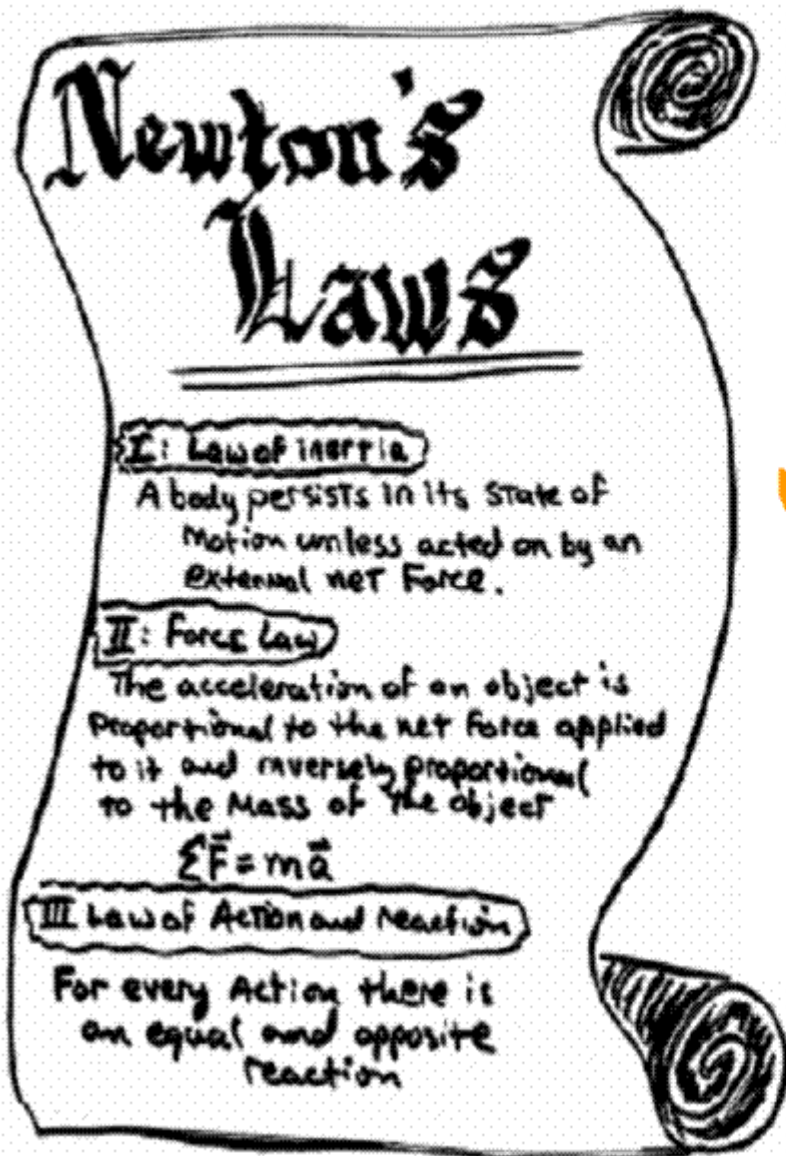 Newton's
Laws
I: Law of inertia
A body persists in its state of
Motion unless acted on by an
external net Force.
II: Force Law
The acceleration of an object is
proportional to the net Force applied
to it and inversely proportional
to the Mass of the object
∑F⃗ = ma⃗
III Law of Action and reaction
For every Action there is
an equal and opposite
reaction